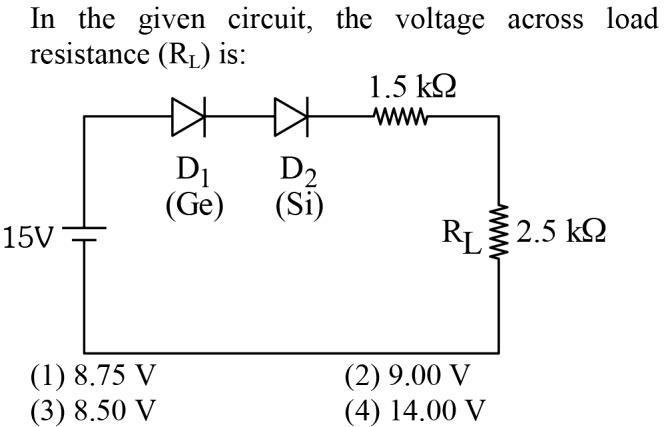 In the given circuit, the voltage across load
resistance (R_L) is:
1.5 kΩ
D₁
(Ge)
D₂
(Si)
15V
R_L
2.5 kΩ
(1) 8.75 V
(2) 9.00 V
(3) 8.50 V
(4) 14.00 V